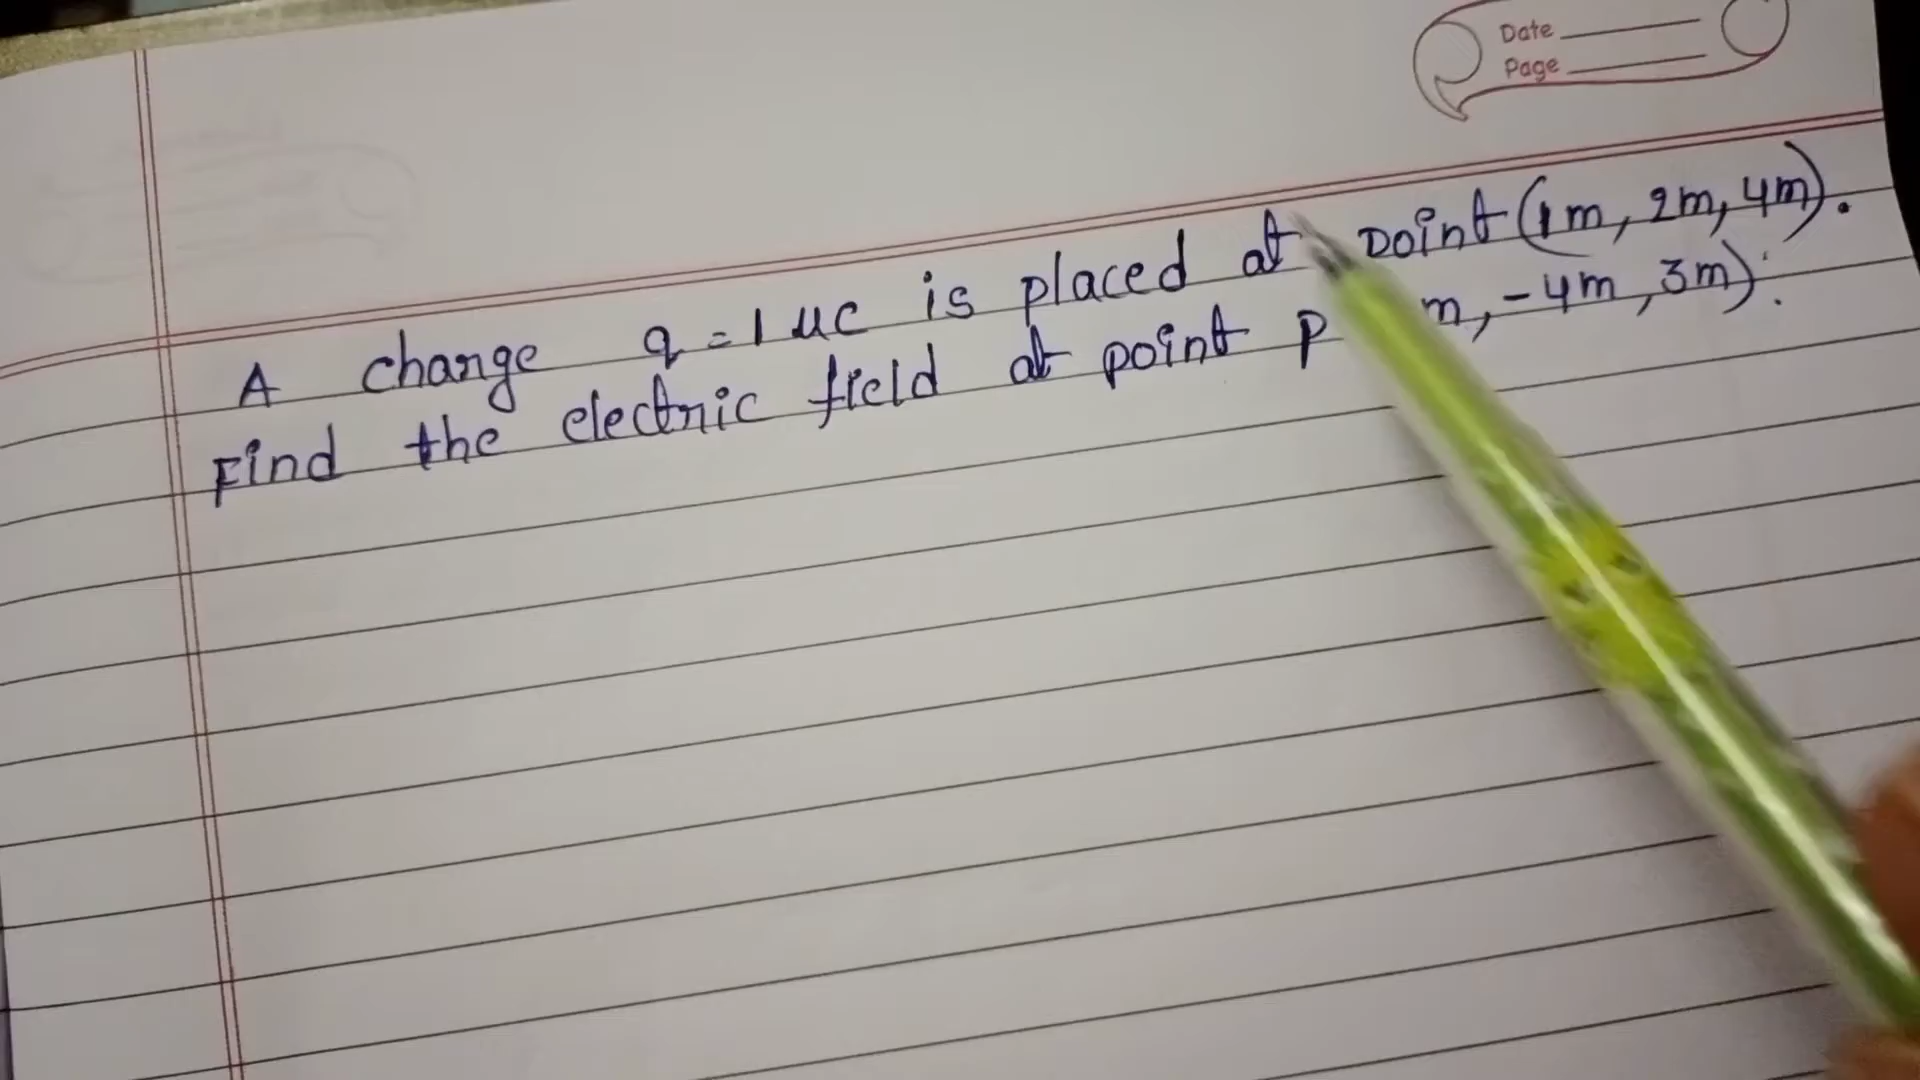 Date
Page
A change q = 1 μc is placed at point (1m, 2m, 4m).
Find the electric field at point P m, -4m, 3m).